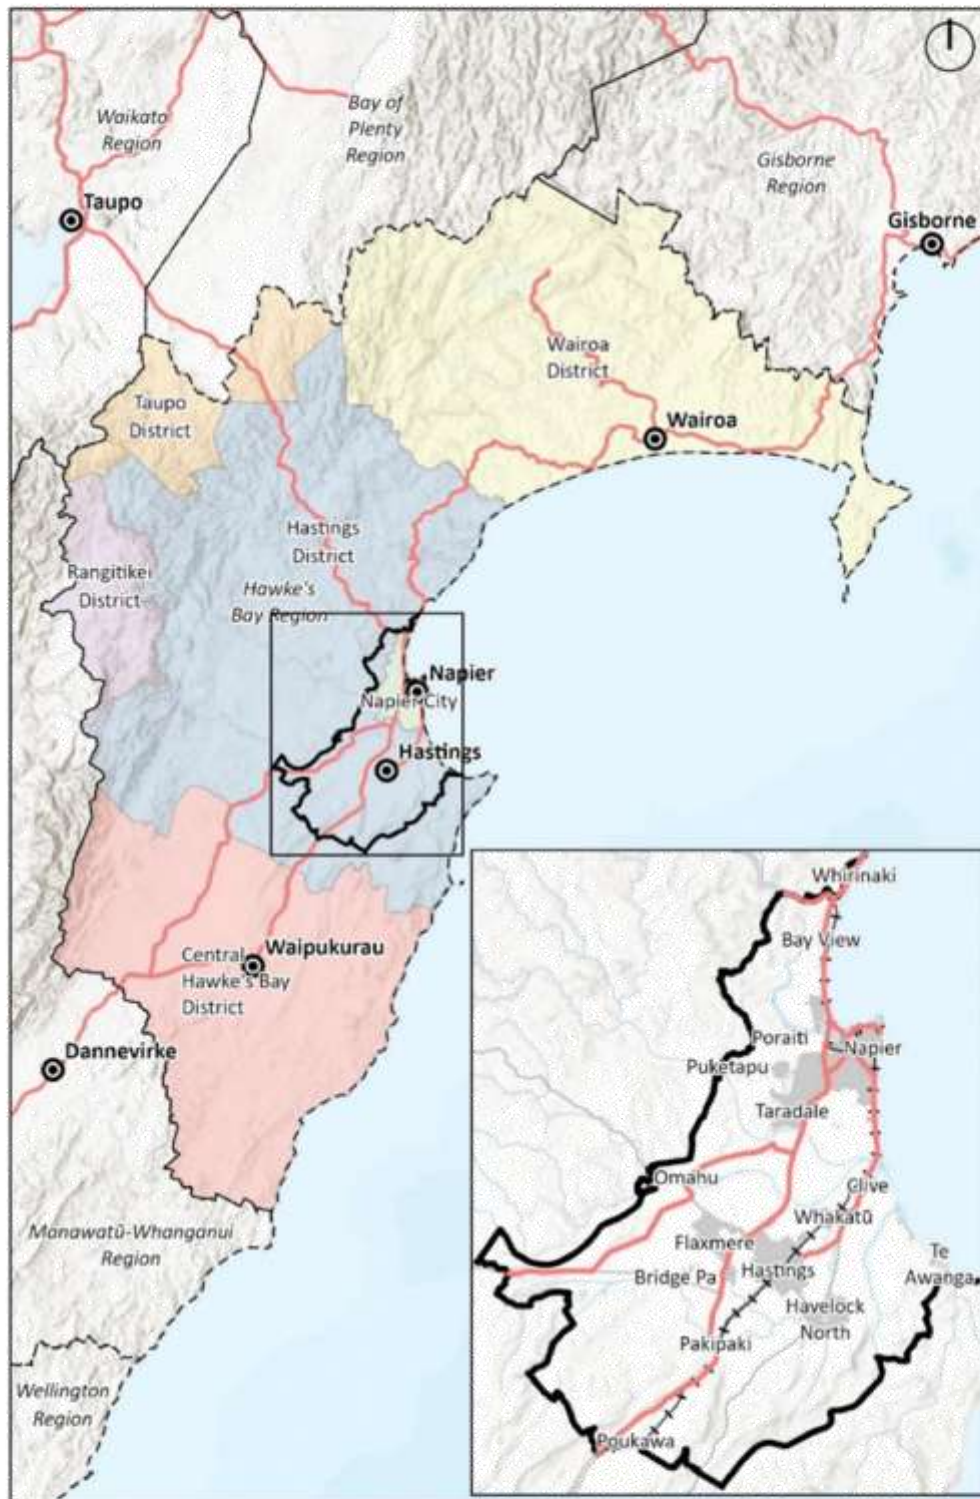 Waikato
Region
Bay of
Plenty
Region
Gisborne
Region
Taupo
Gisborne
Wairoa
District
Taupo
District
Wairoa
Hastings
District
Rangitikei
District
Hawke's
Bay Region
Napier
Napier City
Hastings
Central
Hawke's Bay
District
Waipukurau
Dannevirke
Manawatū-Whanganui
Region
Wellington
Region
Whirinaki
Bay View
Poraiti
Napier
Puketapu
Taradale
Omahu
Clive
Whakatū
Flaxmere
Te
Awanga
Hastings
Bridge Pa
Havelock
North
Pakipaki
Poukawa